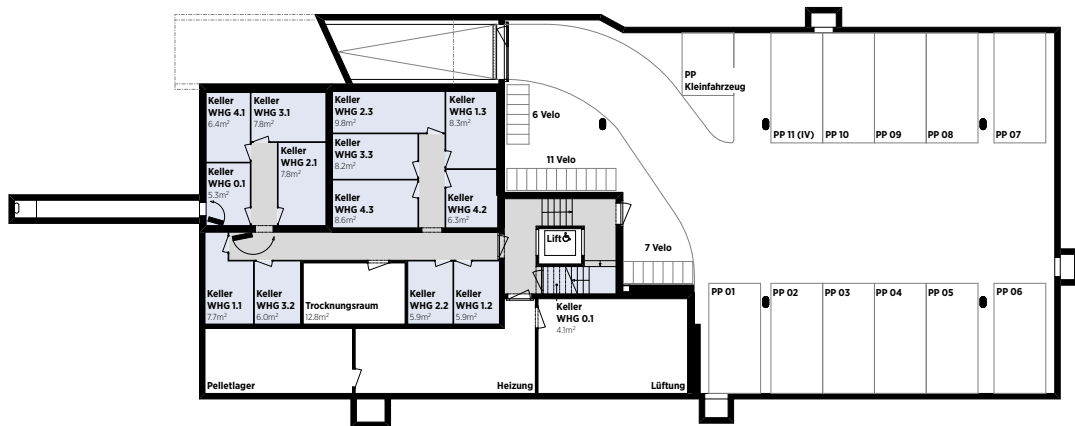 Keller
WHG 4.1
6.4m²
Keller
WHG 3.1
7.8m²
Keller
WHG 2.3
9.8m²
Keller
WHG 1.3
8.3m²
PP
Kleinfahrzeug
6 Velo
PP 11 (IV)
PP 10
PP 09
PP 08
PP 07
Keller
WHG 2.1
7.8m²
Keller
WHG 3.3
8.2m²
Keller
WHG 0.1
5.3m²
11 Velo
Keller
WHG 4.3
8.6m²
Keller
WHG 4.2
6.3m²
Lift
7 Velo
Keller
WHG 1.1
7.7m²
Keller
WHG 3.2
6.0m²
Trocknungsraum
12.8m²
Keller
WHG 2.2
5.9m²
Keller
WHG 1.2
5.9m²
Keller
WHG 0.1
4.1m²
PP 01
PP 02
PP 03
PP 04
PP 05
PP 06
Pelletlager
Heizung
Lüftung